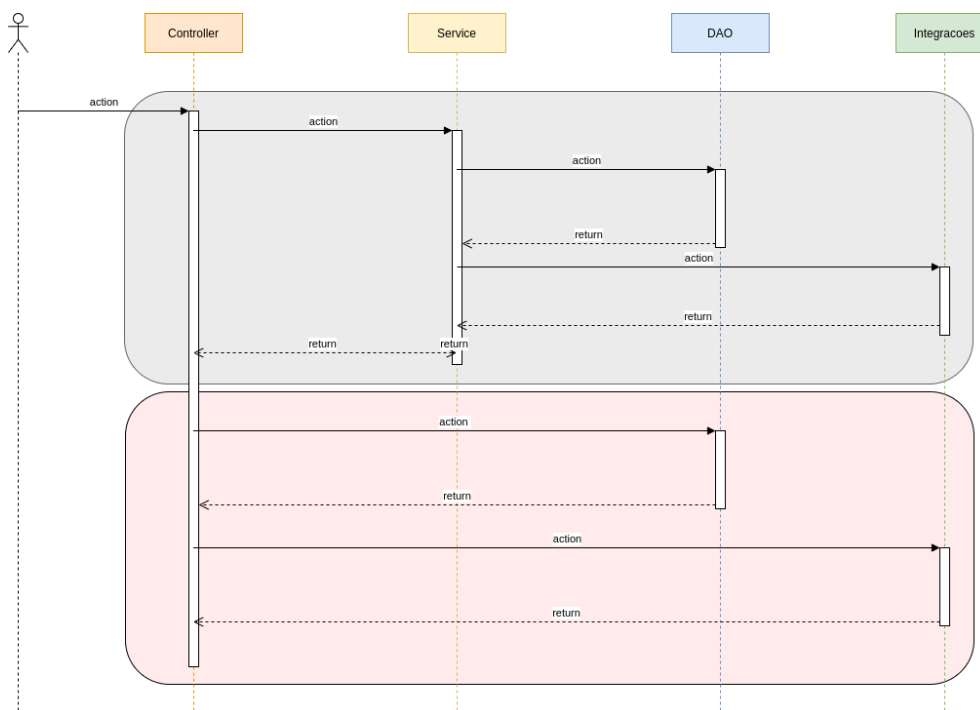 Controller
Service
DAO
Integracoes
action
action
action
return
action
return
return
return
action
return
action
return